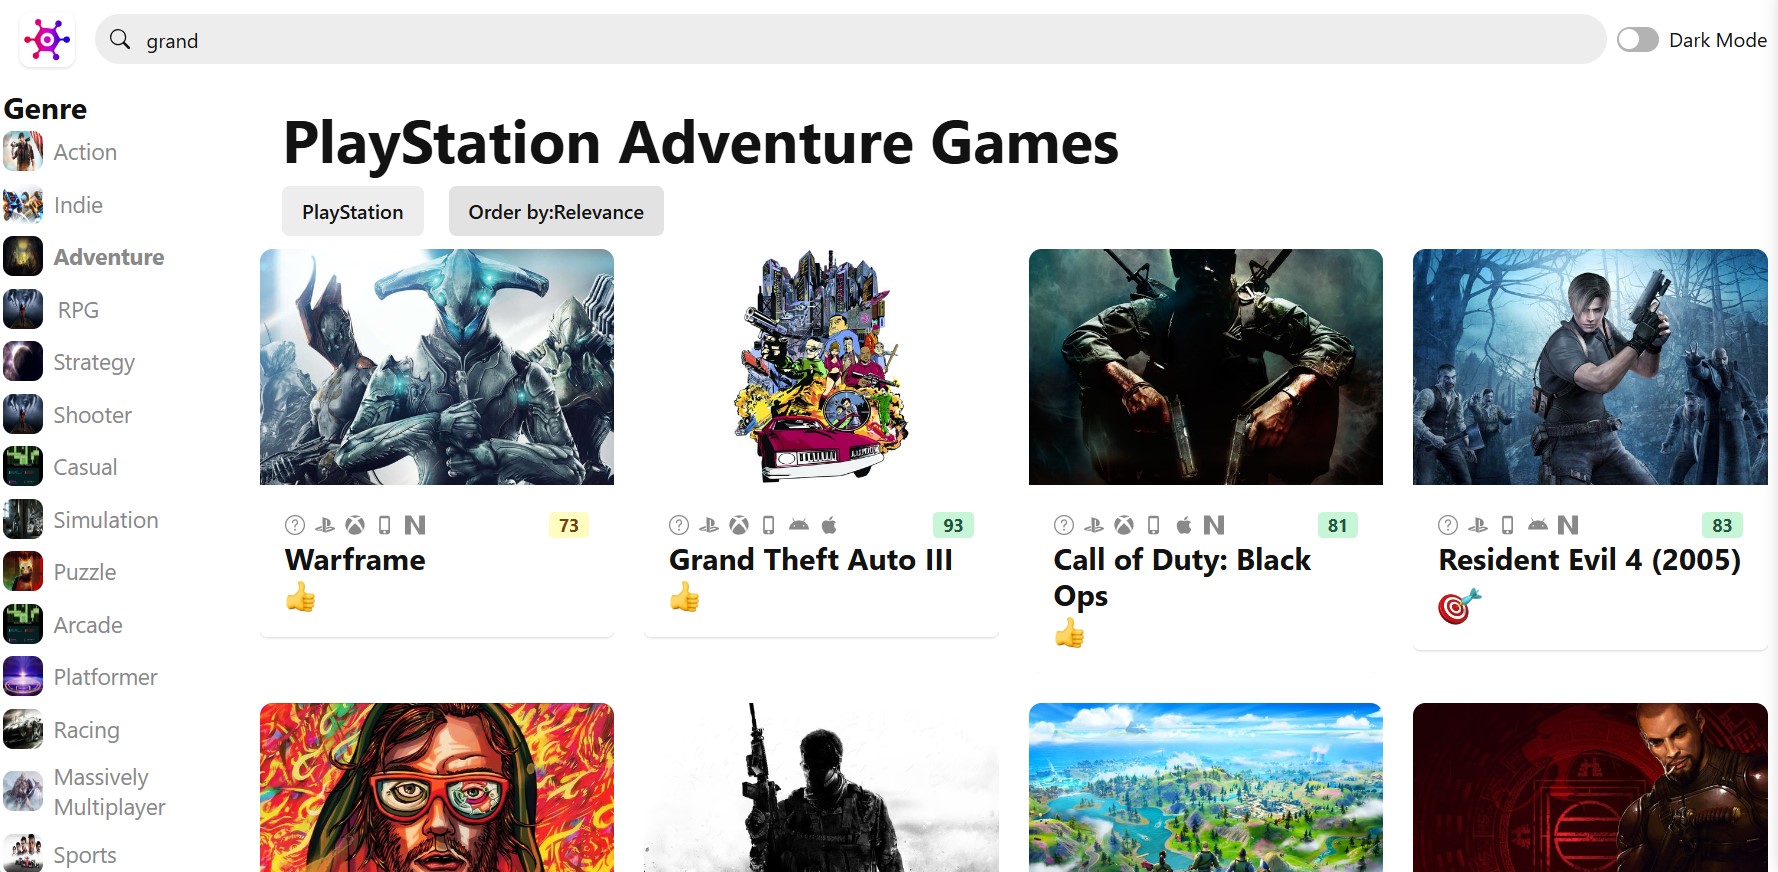 grand
Dark Mode
Genre
Action
Indie
Adventure
RPG
Strategy
Shooter
Casual
Simulation
Puzzle
Arcade
Platformer
Racing
Massively
Multiplayer
Sports
PlayStation Adventure Games
PlayStation
Order by:Relevance
73
Warframe
93
Grand Theft Auto III
81
Call of Duty: Black
Ops
83
Resident Evil 4 (2005)